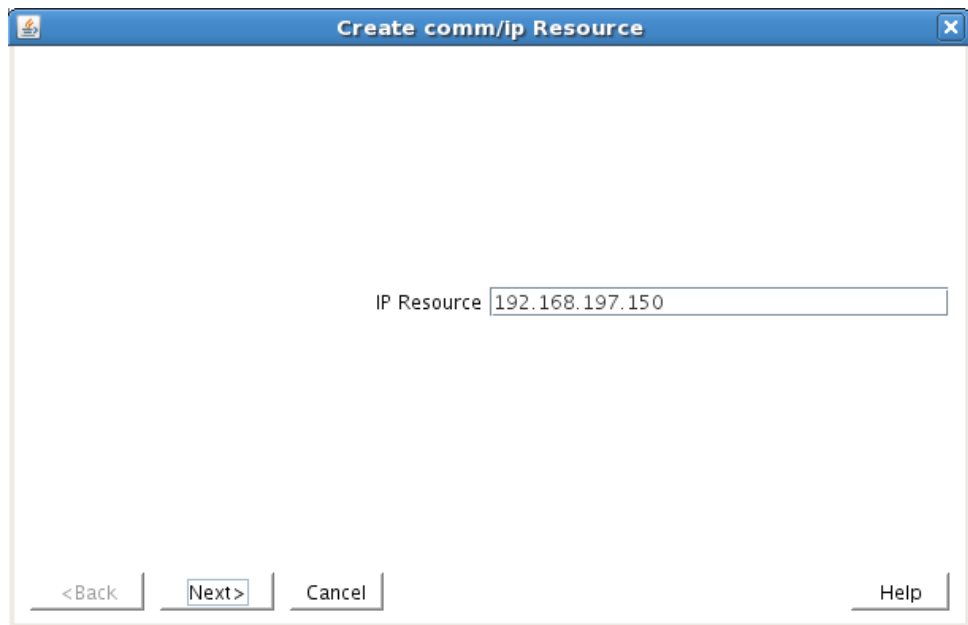 Create comm/ip Resource
IP Resource 192.168.197.150
<Back Next> Cancel Help